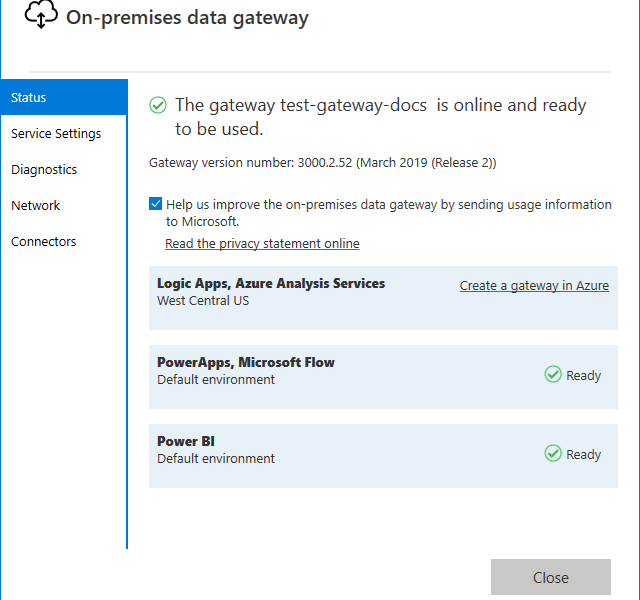 On-premises data gateway
Status
Service Settings
Diagnostics
Network
Connectors
The gateway test-gateway-docs is online and ready
to be used.
Gateway version number: 3000.2.52 (March 2019 (Release 2))
Help us improve the on-premises data gateway by sending usage information
to Microsoft.
Read the privacy statement online
Logic Apps, Azure Analysis Services
West Central US
Create a gateway in Azure
PowerApps, Microsoft Flow
Default environment
Ready
Power BI
Default environment
Ready
Close